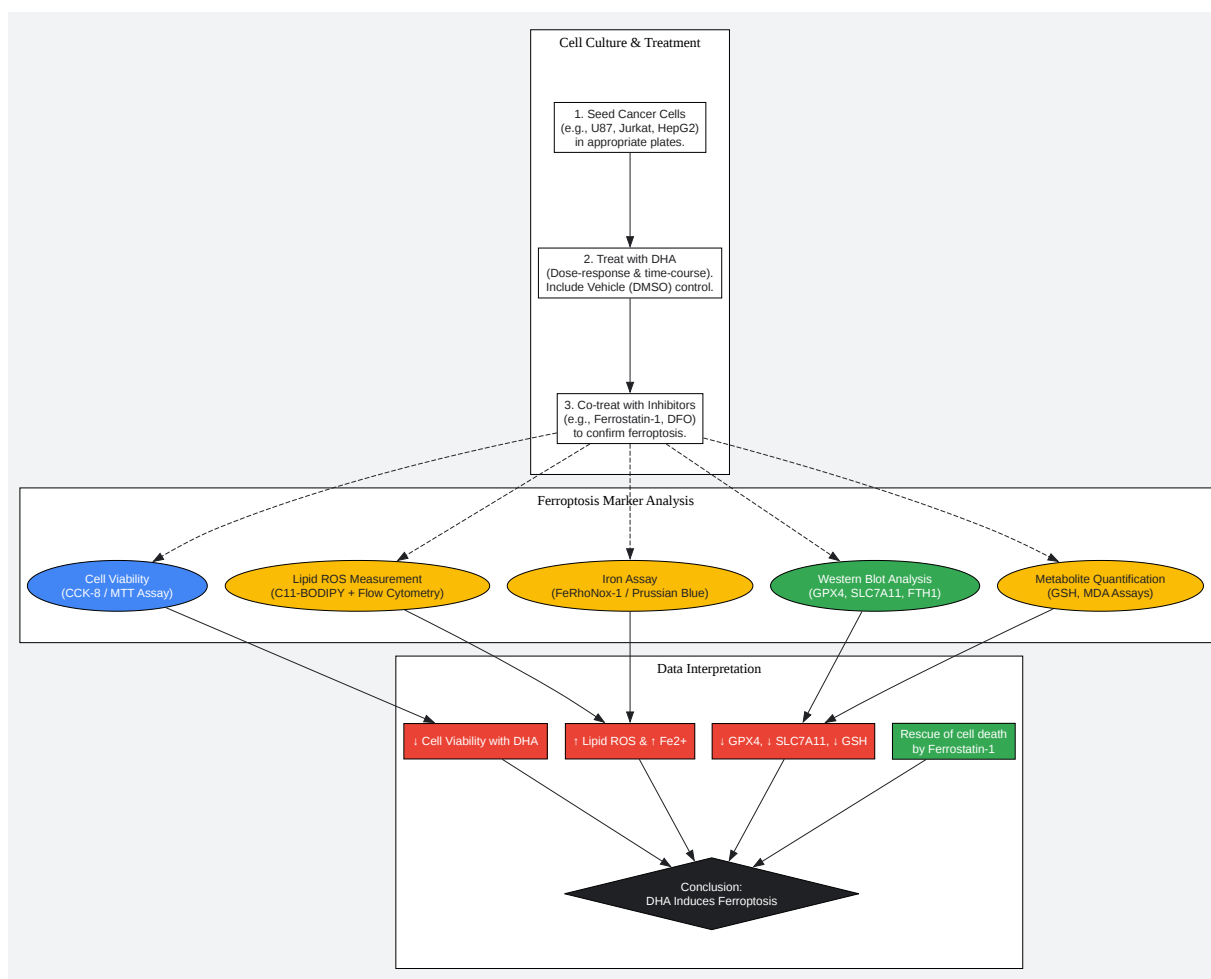 Cell Culture & Treatment
1. Seed Cancer Cells
(e.g., U87, Jurkat, HepG2)
in appropriate plates.
2. Treat with DHA
(Dose-response & time-course).
Include Vehicle (DMSO) control.
3. Co-treat with Inhibitors
(e.g., Ferrostatin-1, DFO)
to confirm ferroptosis.
Ferroptosis Marker Analysis
Cell Viability
(CCK-8 / MTT Assay)
Lipid ROS Measurement
(C11-BODIPY + Flow Cytometry)
Iron Assay
(FeRhoNox-1 / Prussian Blue)
Western Blot Analysis
(GPX4, SLC7A11, FTH1)
Metabolite Quantification
(GSH, MDA Assays)
Data Interpretation
↓ Cell Viability with DHA
↑ Lipid ROS & ↑ Fe2+
↓ GPX4, ↓ SLC7A11, ↓ GSH
Rescue of cell death
by Ferrostatin-1
Conclusion:
DHA Induces Ferroptosis